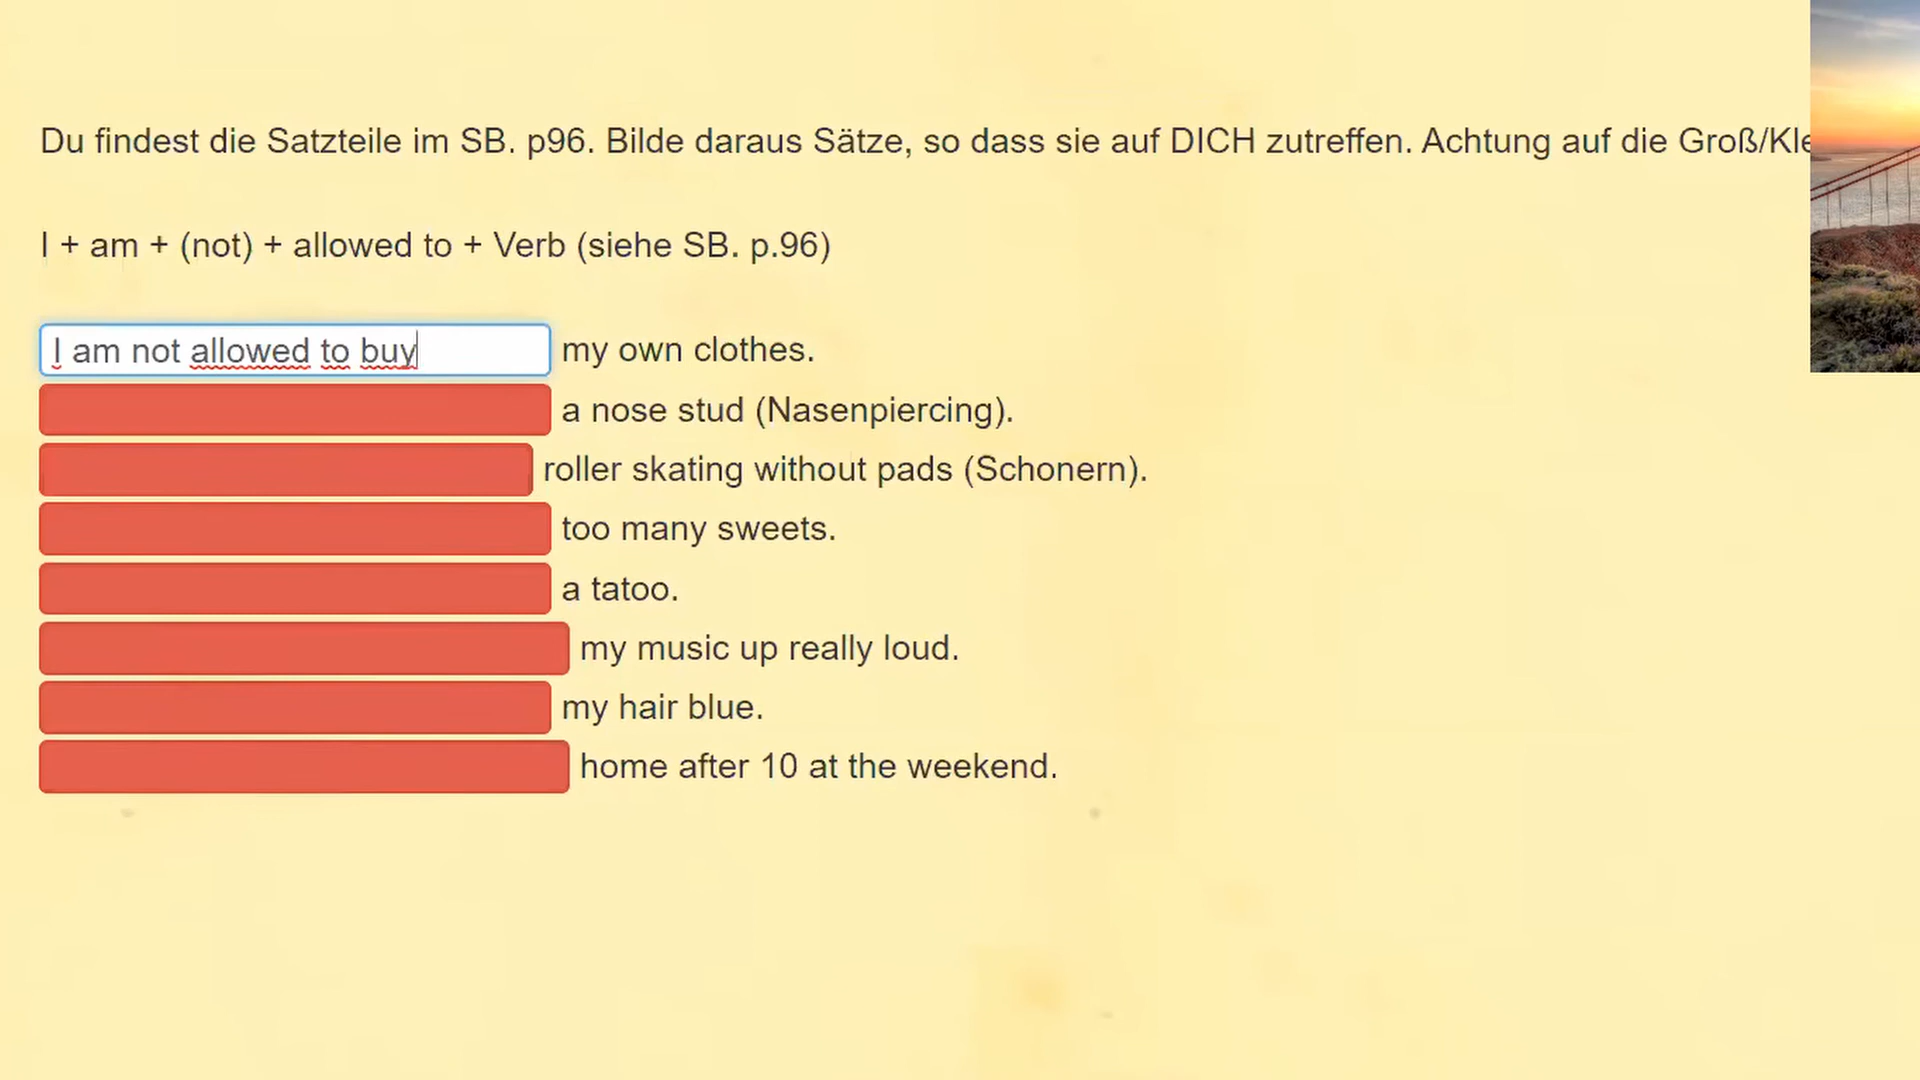 Du findest die Satzteile im SB. p96. Bilde daraus Sätze, so dass sie auf DICH zutreffen. Achtung auf die Groß/Kle
I + am + (not) + allowed to + Verb (siehe SB. p.96)
I am not allowed to buy my own clothes.
a nose stud (Nasenpiercing).
roller skating without pads (Schonern).
too many sweets.
a tatoo.
my music up really loud.
my hair blue.
home after 10 at the weekend.